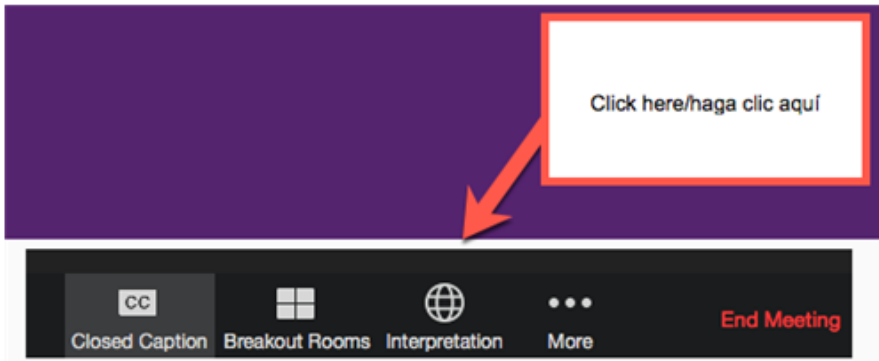 Click here/haga clic aquí
CC
Closed Caption Breakout Rooms Interpretation More End Meeting